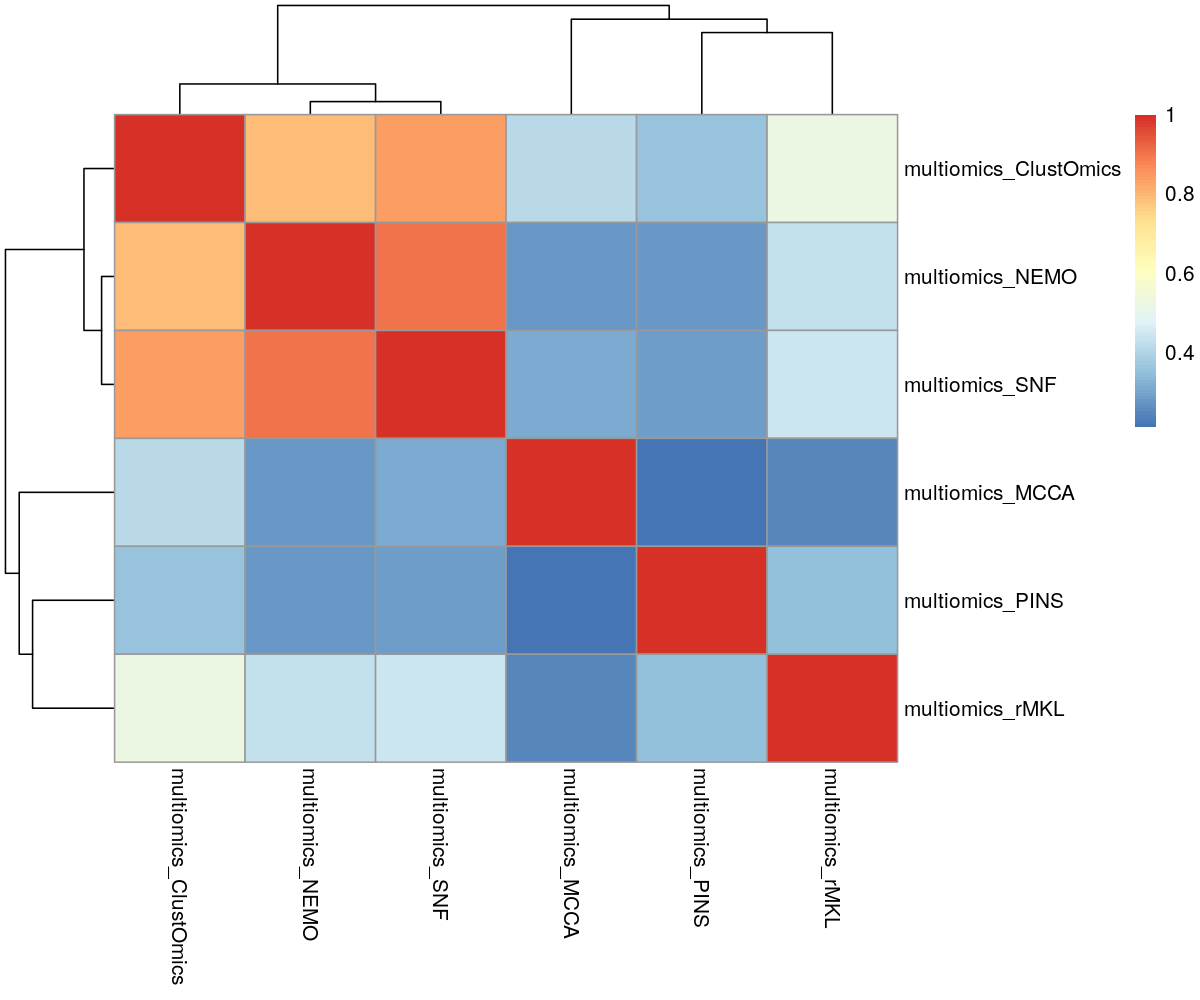 1
0.8
0.6
0.4
multiomics_ClustOmics
multiomics_NEMO
multiomics_SNF
multiomics_MCCA
multiomics_PINS
multiomics_rMKL
multiomics_ClustOmics
multiomics_NEMO
multiomics_SNF
multiomics_MCCA
multiomics_PINS
multiomics_rMKL